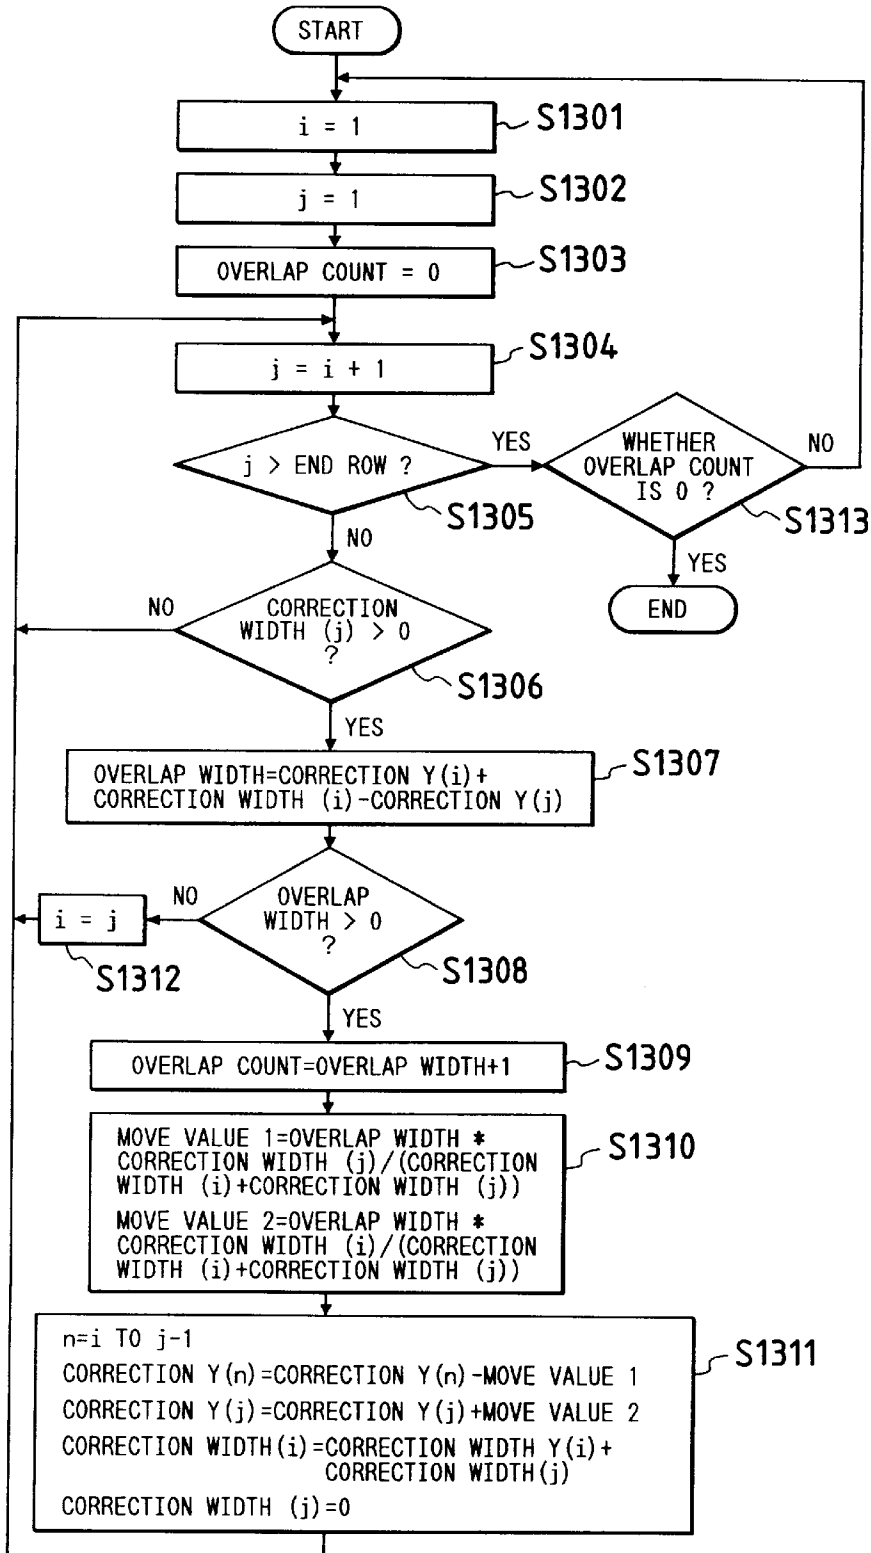 START
i = 1
S1301
j = 1
S1302
OVERLAP COUNT = 0
S1303
j = i + 1
S1304
j > END ROW ?
S1305
YES
NO
WHETHER
OVERLAP COUNT
IS 0 ?
S1313
NO
YES
END
CORRECTION
WIDTH (j) > 0
?
S1306
NO
YES
OVERLAP WIDTH=CORRECTION Y(i)+
CORRECTION WIDTH (i)-CORRECTION Y(j)
S1307
OVERLAP
WIDTH > 0
?
S1308
NO
i = j
S1312
YES
OVERLAP COUNT=OVERLAP WIDTH+1
S1309
MOVE VALUE 1=OVERLAP WIDTH *
CORRECTION WIDTH (j)/(CORRECTION
WIDTH (i)+CORRECTION WIDTH (j))
MOVE VALUE 2=OVERLAP WIDTH *
CORRECTION WIDTH (i)/(CORRECTION
WIDTH (i)+CORRECTION WIDTH (j))
S1310
n=i TO j-1
CORRECTION Y(n)=CORRECTION Y(n)-MOVE VALUE 1
CORRECTION Y(j)=CORRECTION Y(j)+MOVE VALUE 2
CORRECTION WIDTH(i)=CORRECTION WIDTH Y(i)+
CORRECTION WIDTH(j)
CORRECTION WIDTH (j)=0
S1311